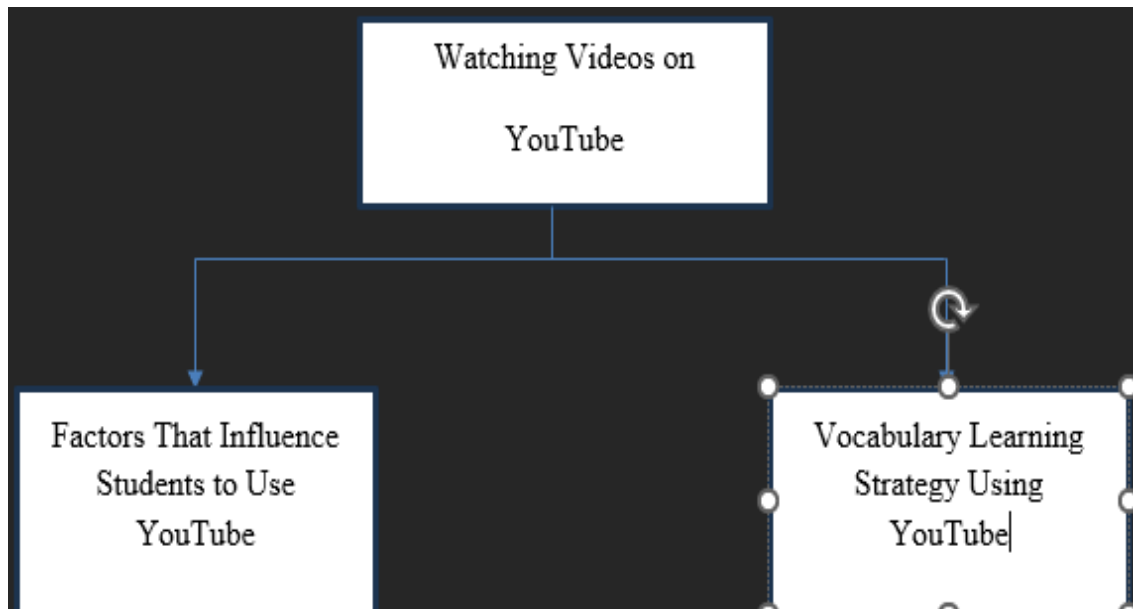 Watching Videos on
YouTube
Factors That Influence
Students to Use
YouTube
Vocabulary Learning
Strategy Using
YouTube